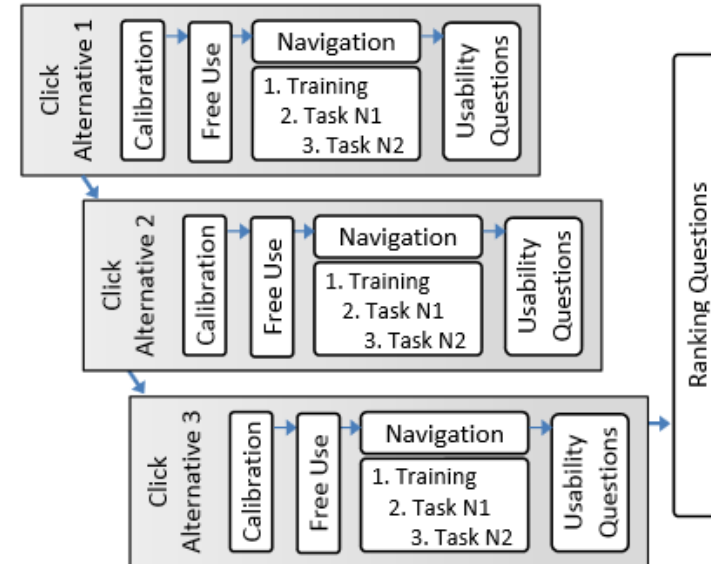 Click
Alternative 1
Calibration
Free Use
Navigation
1. Training
2. Task N1
3. Task N2
Usability
Questions
Click
Alternative 2
Calibration
Free Use
Navigation
1. Training
2. Task N1
3. Task N2
Usability
Questions
Click
Alternative 3
Calibration
Free Use
Navigation
1. Training
2. Task N1
3. Task N2
Usability
Questions
Ranking Questions